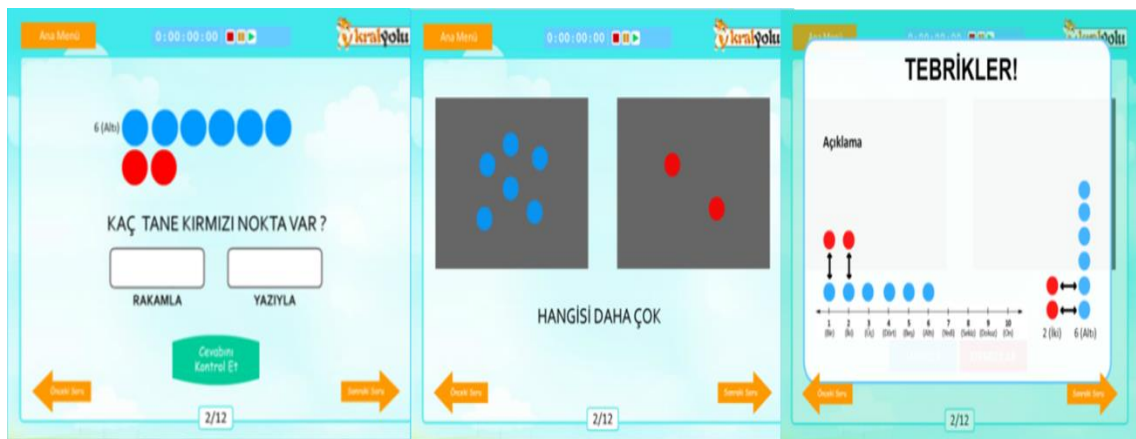 Ana Menü
0:00:00:00
kralyolu
6 (Altı)
KAÇ TANE KIRMIZI NOKTA VAR ?
RAKAMLA
YAZIYLA
Cevabını
Kontrol Et
Önceki Soru
Sonraki Soru
2/12
Ana Menü
0:00:00:00
kralyolu
HANGİSİ DAHA ÇOK
Önceki Soru
Sonraki Soru
2/12
TEBRİKLER!
Açıklama
1 2 3 4 5 6 7 8 9 10
(Bir) (İki) (Üç) (Dört) (Beş) (Altı) (Yedi) (Sekiz) (Dokuz) (On)
2 (İki) 6 (Altı)
Önceki Soru
Sonraki Soru
2/12